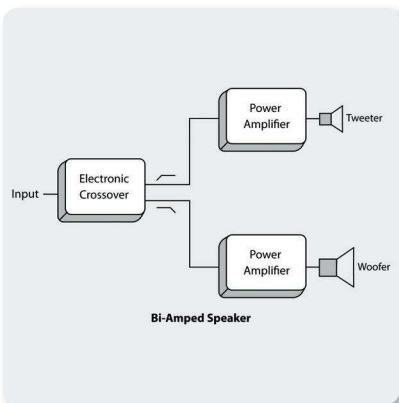 Power
Amplifier
Tweeter
Electronic
Crossover
Input
Power
Amplifier
Woofer
Bi-Amped Speaker